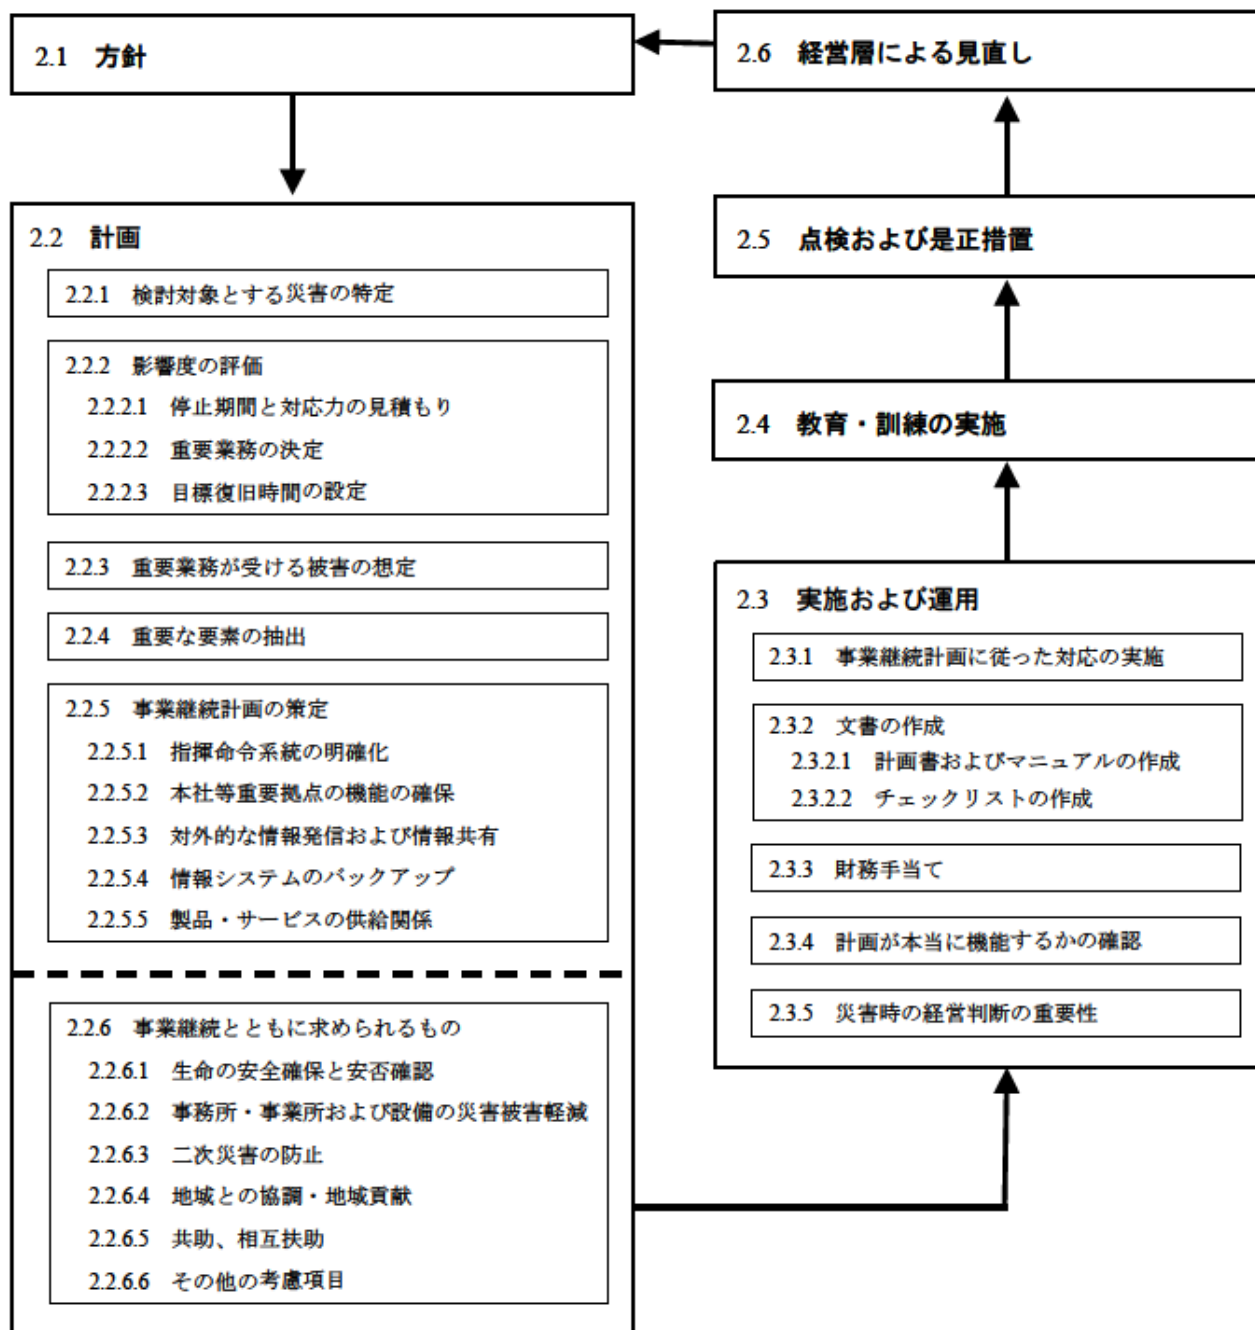 2.1 方針
2.2 計画
2.2.1 検討対象とする災害の特定
2.2.2 影響度の評価
2.2.2.1 停止期間と対応力の見積もり
2.2.2.2 重要業務の決定
2.2.2.3 目標復旧時間の設定
2.2.3 重要業務が受ける被害の想定
2.2.4 重要な要素の抽出
2.2.5 事業継続計画の策定
2.2.5.1 指揮命令系統の明確化
2.2.5.2 本社等重要拠点の機能の確保
2.2.5.3 対外的な情報発信および情報共有
2.2.5.4 情報システムのバックアップ
2.2.5.5 製品・サービスの供給関係
2.2.6 事業継続とともに求められるもの
2.2.6.1 生命の安全確保と安否確認
2.2.6.2 事務所・事業所および設備の災害被害軽減
2.2.6.3 二次災害の防止
2.2.6.4 地域との協調・地域貢献
2.2.6.5 共助、相互扶助
2.2.6.6 その他の考慮項目
2.3 実施および運用
2.3.1 事業継続計画に従った対応の実施
2.3.2 文書の作成
2.3.2.1 計画書およびマニュアルの作成
2.3.2.2 チェックリストの作成
2.3.3 財務手当て
2.3.4 計画が本当に機能するかの確認
2.3.5 災害時の経営判断の重要性
2.4 教育・訓練の実施
2.5 点検および是正措置
2.6 経営層による見直し